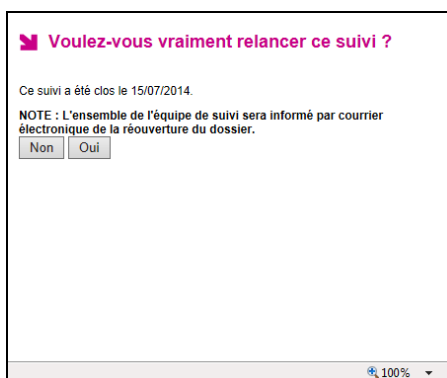 Voulez-vous vraiment relancer ce suivi ?
Ce suivi a été clos le 15/07/2014.
NOTE : L'ensemble de l'équipe de suivi sera informé par courrier
électronique de la réouverture du dossier.
Non Oui
100%